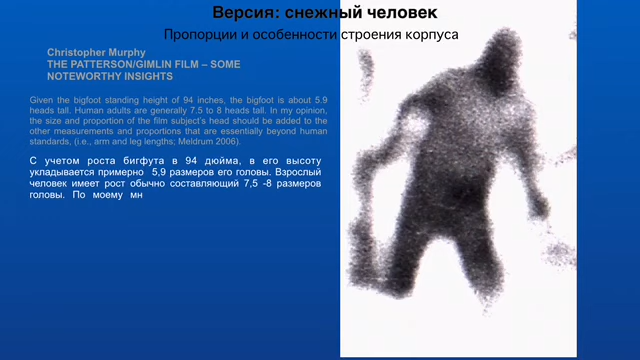 Версия: снежный человек
Пропорции и особенности строения корпуса
Christopher Murphy
THE PATTERSON/GIMLIN FILM – SOME
NOTEWORTHY INSIGHTS
Given the bigfoot standing height of 94 inches, the bigfoot is about 5.9
heads tall. Human adults are generally 7.5 to 8 heads tall. In my opinion,
the size and proportion of the film subject's head should be added to the
other measurements and proportions that are essentially beyond human
standards, (i.e., arm and leg lengths; Meldrum 2006).
С учетом роста бигфута в 94 дюйма, в его высоту
укладывается примерно 5,9 размеров его головы. Взрослый
человек имеет рост обычно составляющий 7,5 -8 размеров
головы. По моему мн